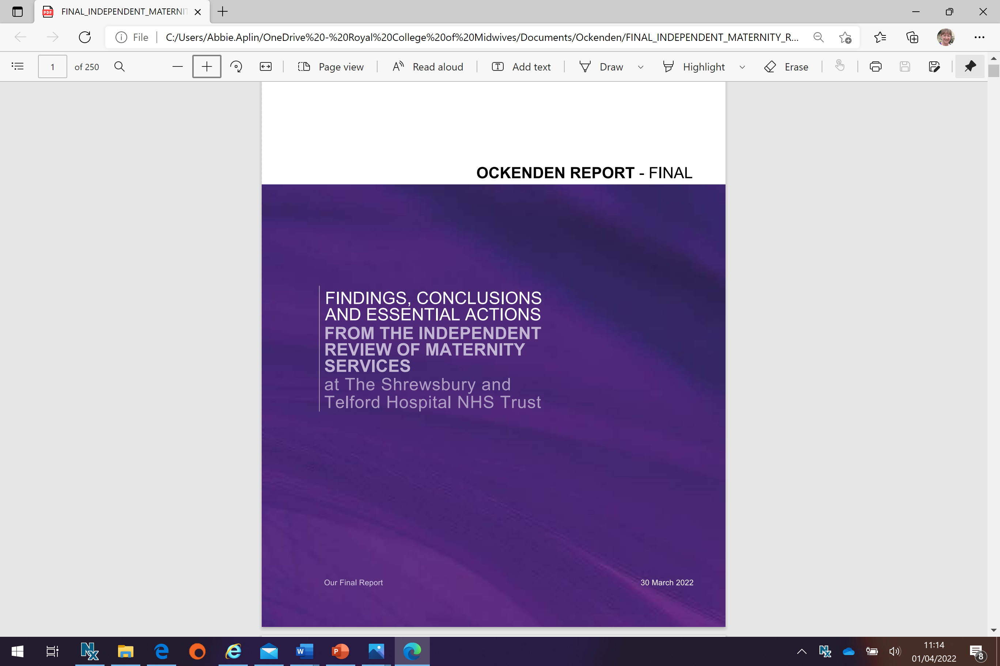 FINAL_INDEPENDENT_MATERNIT
File
C:/Users/Abbie.Aplin/OneDrive%20-%20Royal%20College%20of%20Midwives/Documents/Ockenden/FINAL_INDEPENDENT_MATERNITY_R...
1 of 250 Page view Read aloud Add text Draw Highlight Erase
OCKENDEN REPORT - FINAL
FINDINGS, CONCLUSIONS
AND ESSENTIAL ACTIONS
FROM THE INDEPENDENT
REVIEW OF MATERNITY
SERVICES
at The Shrewsbury and
Telford Hospital NHS Trust
Our Final Report 30 March 2022
11:14
01/04/2022
8